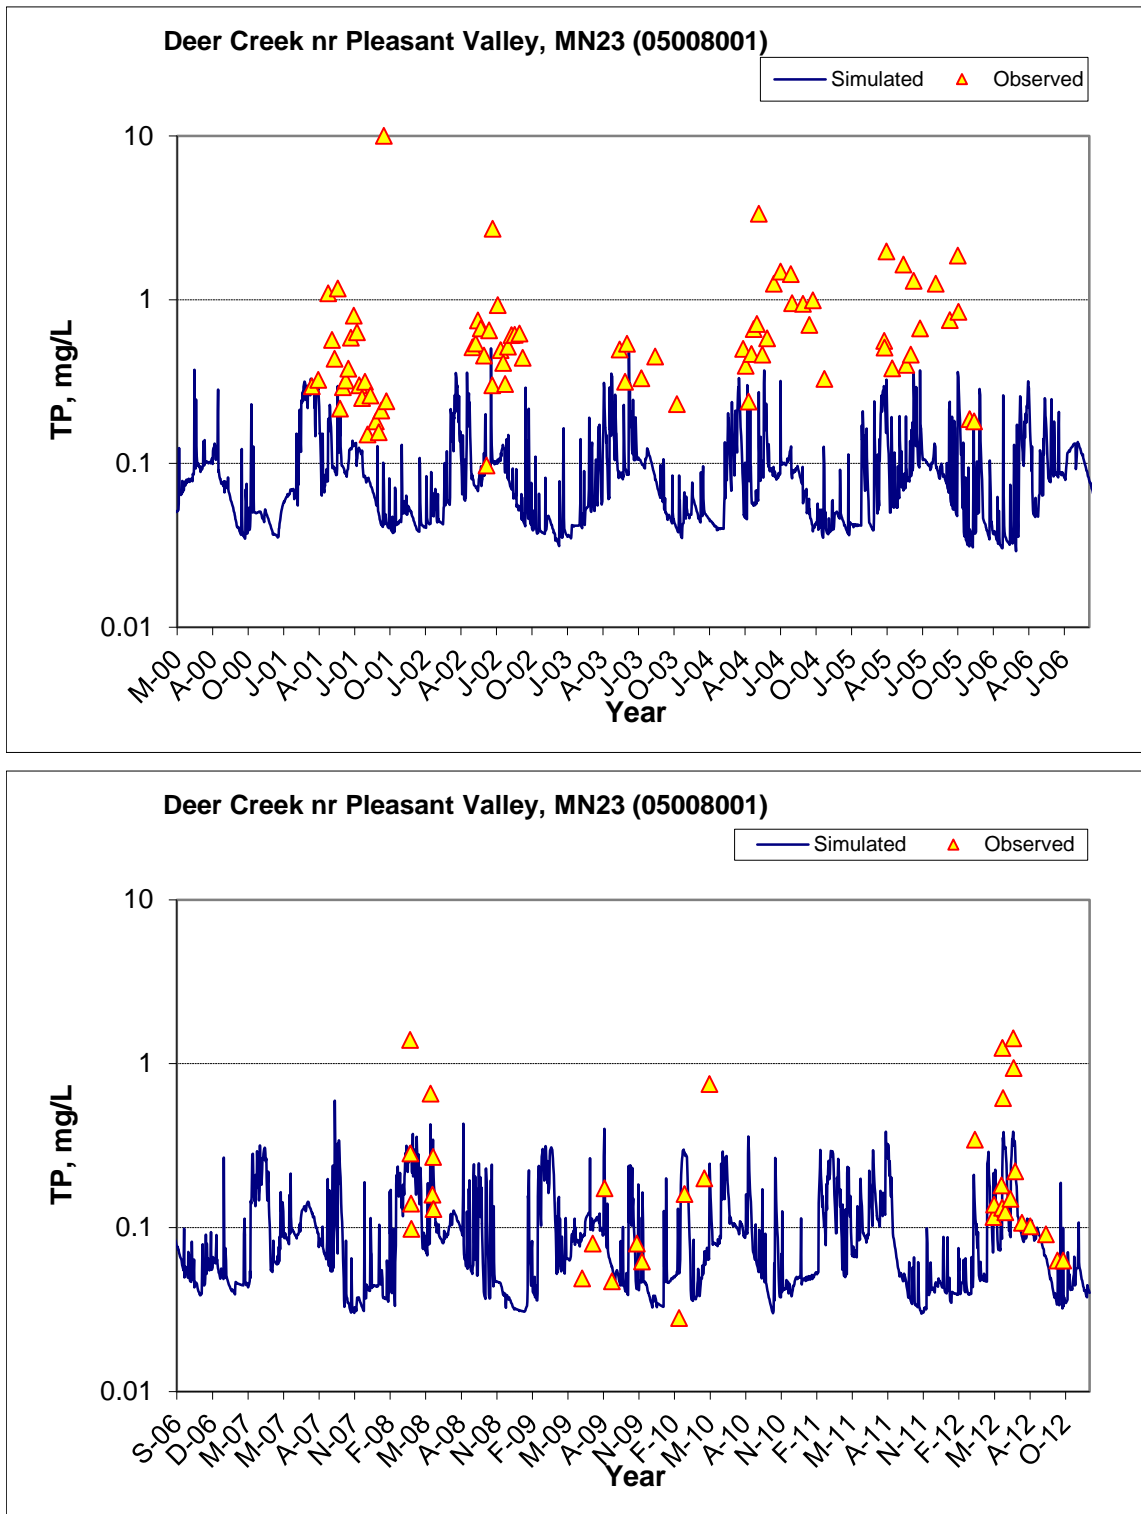 Deer Creek nr Pleasant Valley, MN23 (05008001)
Simulated Observed
10
1
0.1
0.01
TP, mg/L
M-00 A-00 O-00 J-01 A-01 J-01 O-01 J-02 A-02 J-02 O-02 J-03 A-03 J-03 O-03 J-04 A-04 J-04 O-04 J-05 A-05 J-05 O-05 J-06 A-06 J-06
Year
Deer Creek nr Pleasant Valley, MN23 (05008001)
Simulated Observed
10
1
0.1
0.01
TP, mg/L
S-06 D-06 M-07 M-07 A-07 N-07 F-08 M-08 A-08 N-08 F-09 M-09 A-09 N-09 F-10 M-10 A-10 N-10 F-11 M-11 A-11 N-11 F-12 M-12 A-12 O-12
Year